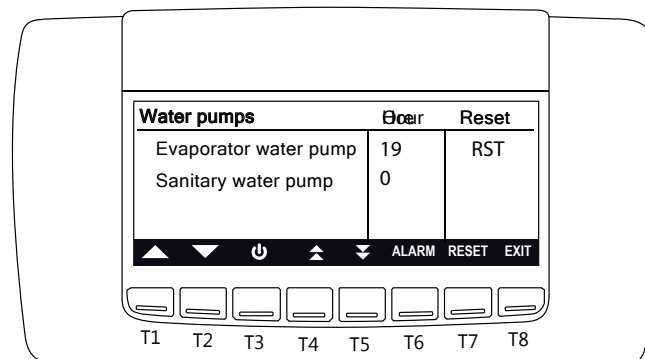 Water pumps Hour Reset
Evaporator water pump 19 RST
Sanitary water pump 0
ALARM RESET EXIT
T1 T2 T3 T4 T5 T6 T7 T8